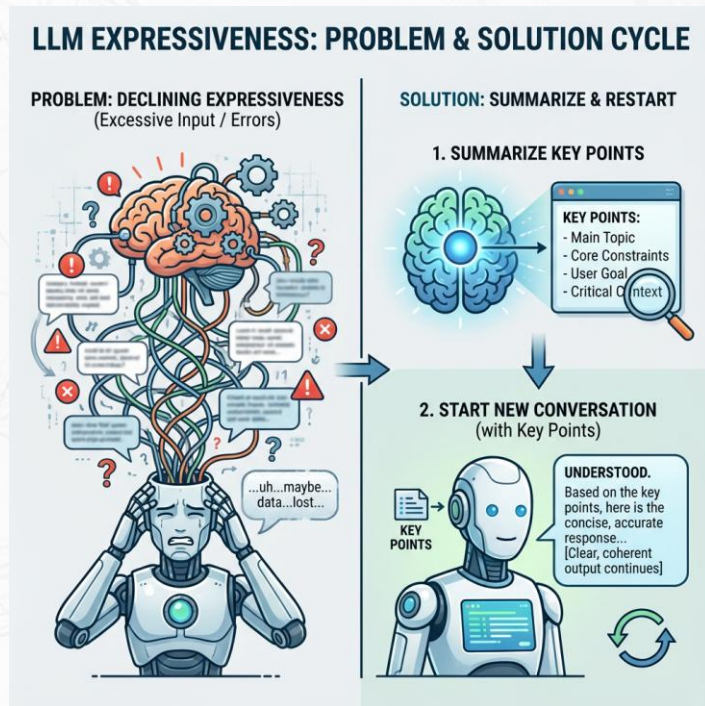 LLM EXPRESSIVENESS: PROBLEM & SOLUTION CYCLE
PROBLEM: DECLINING EXPRESSIVENESS
(Excessive Input / Errors)
...uh...maybe...
data...lost...
SOLUTION: SUMMARIZE & RESTART
1. SUMMARIZE KEY POINTS
KEY POINTS:
- Main Topic
- Core Constraints
- User Goal
- Critical Context
2. START NEW CONVERSATION
(with Key Points)
KEY
POINTS
UNDERSTOOD.
Based on the key
points, here is the
concise, accurate
response...
[Clear, coherent
output continues]